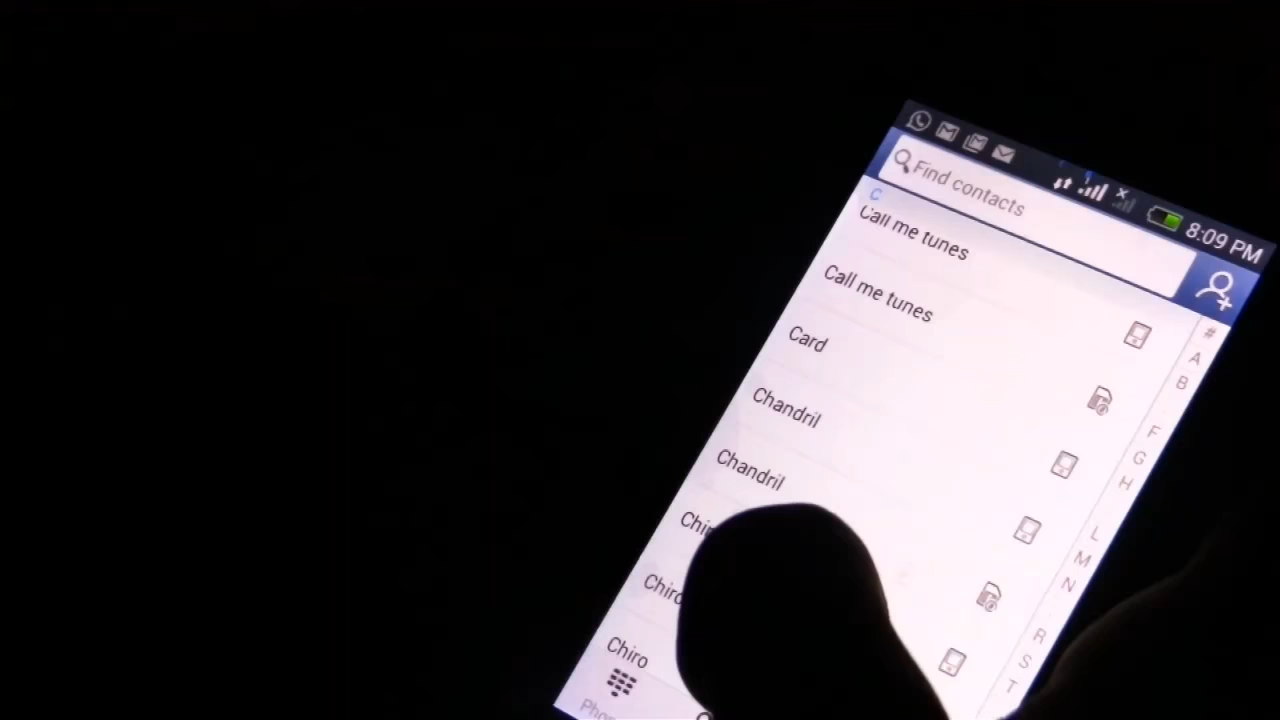 8:09 PM
Find contacts
C
Call me tunes
Call me tunes
Card
Chandril
Chandril
Chiro
#
A
B
F
G
H
L
M
N
R
S
T